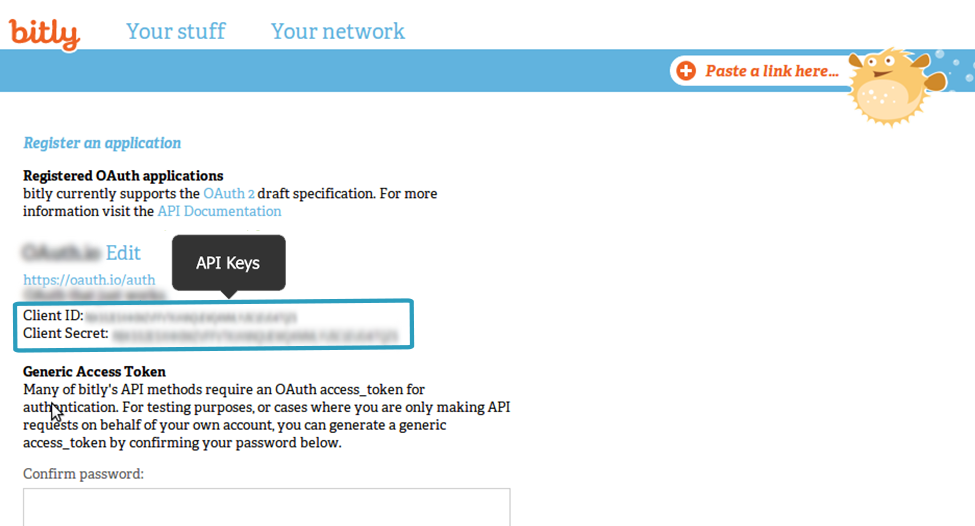 bitly
Your stuff
Your network
Paste a link here...
Register an application
Registered OAuth applications
bitly currently supports the OAuth 2 draft specification. For more
information visit the API Documentation
Edit
API Keys
https://oauth.io/auth
Client ID:
Client Secret:
Generic Access Token
Many of bitly's API methods require an OAuth access_token for
authentication. For testing purposes, or cases where you are only making API
requests on behalf of your own account, you can generate a generic
access_token by confirming your password below.
Confirm password: